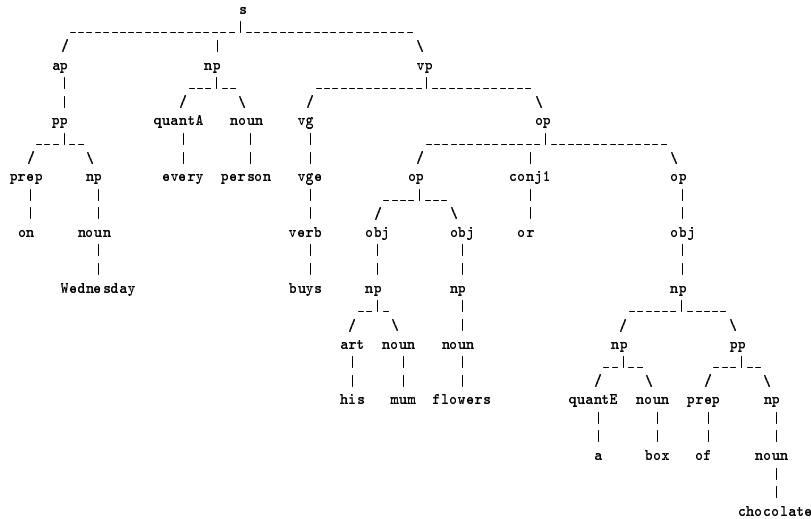 s
ap np vp
pp quantA noun vg op
prep np every person vge op conj1 op
on noun verb obj obj or obj
Wednesday buys np np np
art noun noun np pp
his mum flowers quantE noun prep np
a box of noun
chocolate